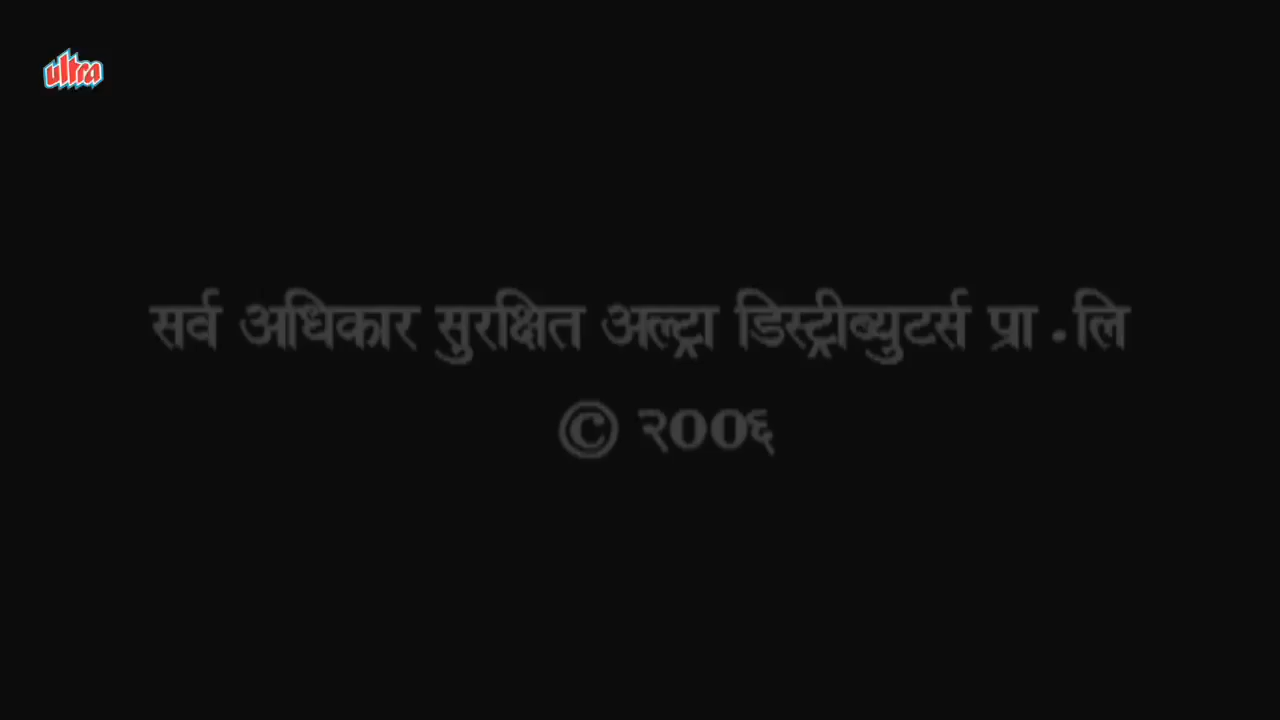 ultra
सर्व अधिकार सुरक्षित अल्ट्रा डिस्ट्रीब्युटर्स प्रा.लि
© २००६